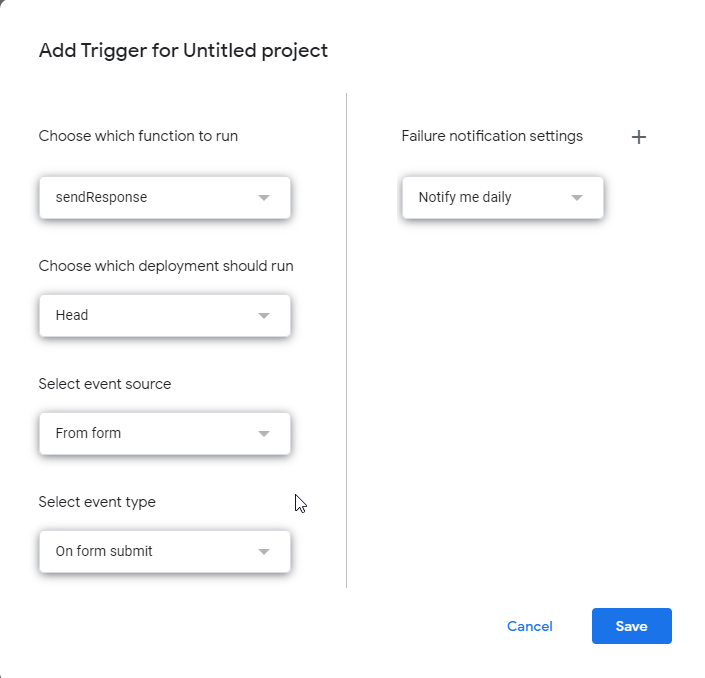 Add Trigger for Untitled project
Choose which function to run
sendResponse
Choose which deployment should run
Head
Select event source
From form
Select event type
On form submit
Failure notification settings
Notify me daily
Cancel
Save